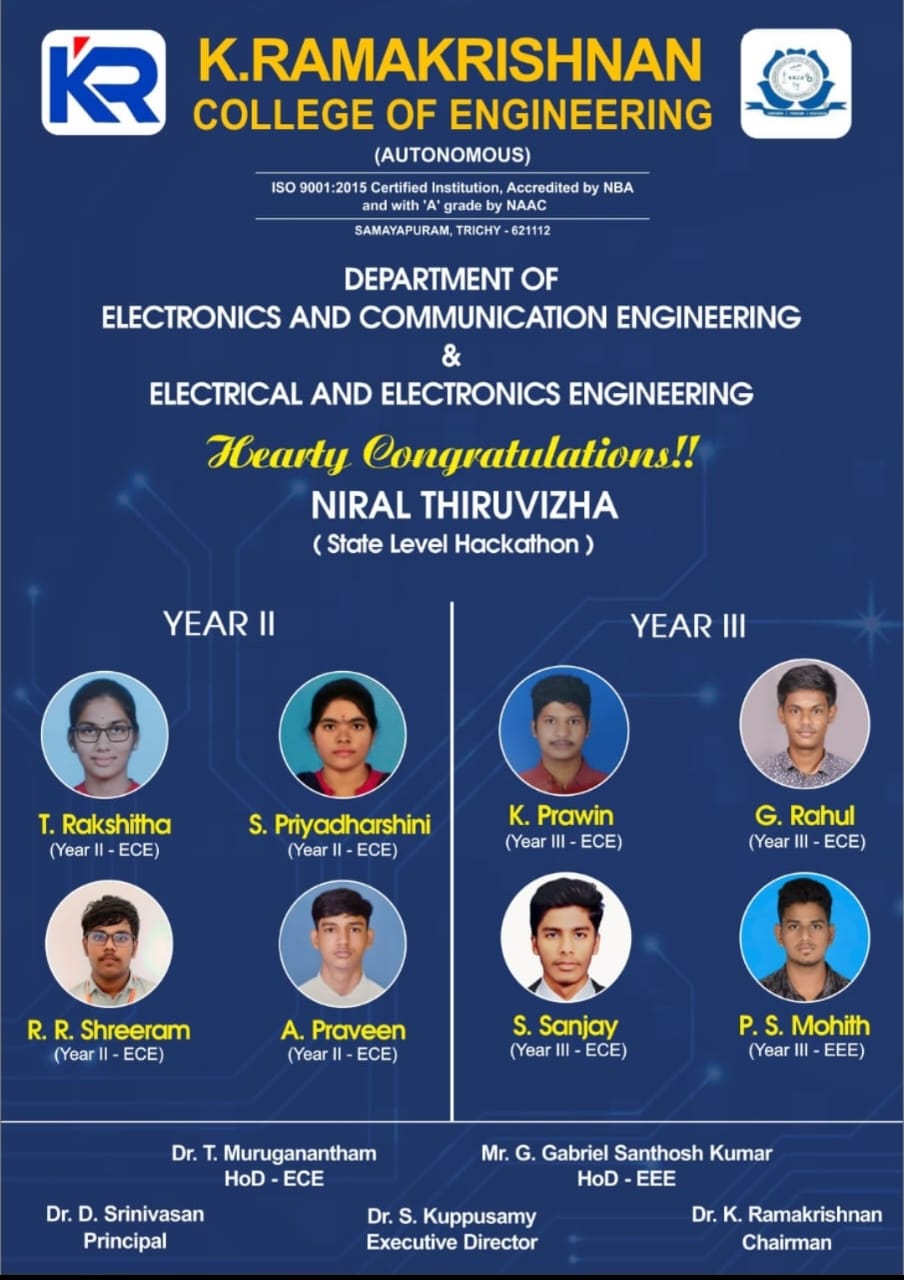 KR
K.RAMAKRISHNAN
COLLEGE OF ENGINEERING
(AUTONOMOUS)
ISO 9001:2015 Certified Institution, Accredited by NBA
and with 'A' grade by NAAC
SAMAYAPURAM, TRICHY - 621112
DEPARTMENT OF
ELECTRONICS AND COMMUNICATION ENGINEERING
&
ELECTRICAL AND ELECTRONICS ENGINEERING
Hearty Congratulations!!
NIRAL THIRUVIZHA
( State Level Hackathon )
YEAR II
T. Rakshitha
(Year II - ECE)
S. Priyadharshini
(Year II - ECE)
R. R. Shreeram
(Year II - ECE)
A. Praveen
(Year II - ECE)
YEAR III
K. Prawin
(Year III - ECE)
G. Rahul
(Year III - ECE)
S. Sanjay
(Year III - ECE)
P. S. Mohith
(Year III - EEE)
Dr. T. Muruganantham
HoD - ECE
Mr. G. Gabriel Santhosh Kumar
HoD - EEE
Dr. D. Srinivasan
Principal
Dr. S. Kuppusamy
Executive Director
Dr. K. Ramakrishnan
Chairman